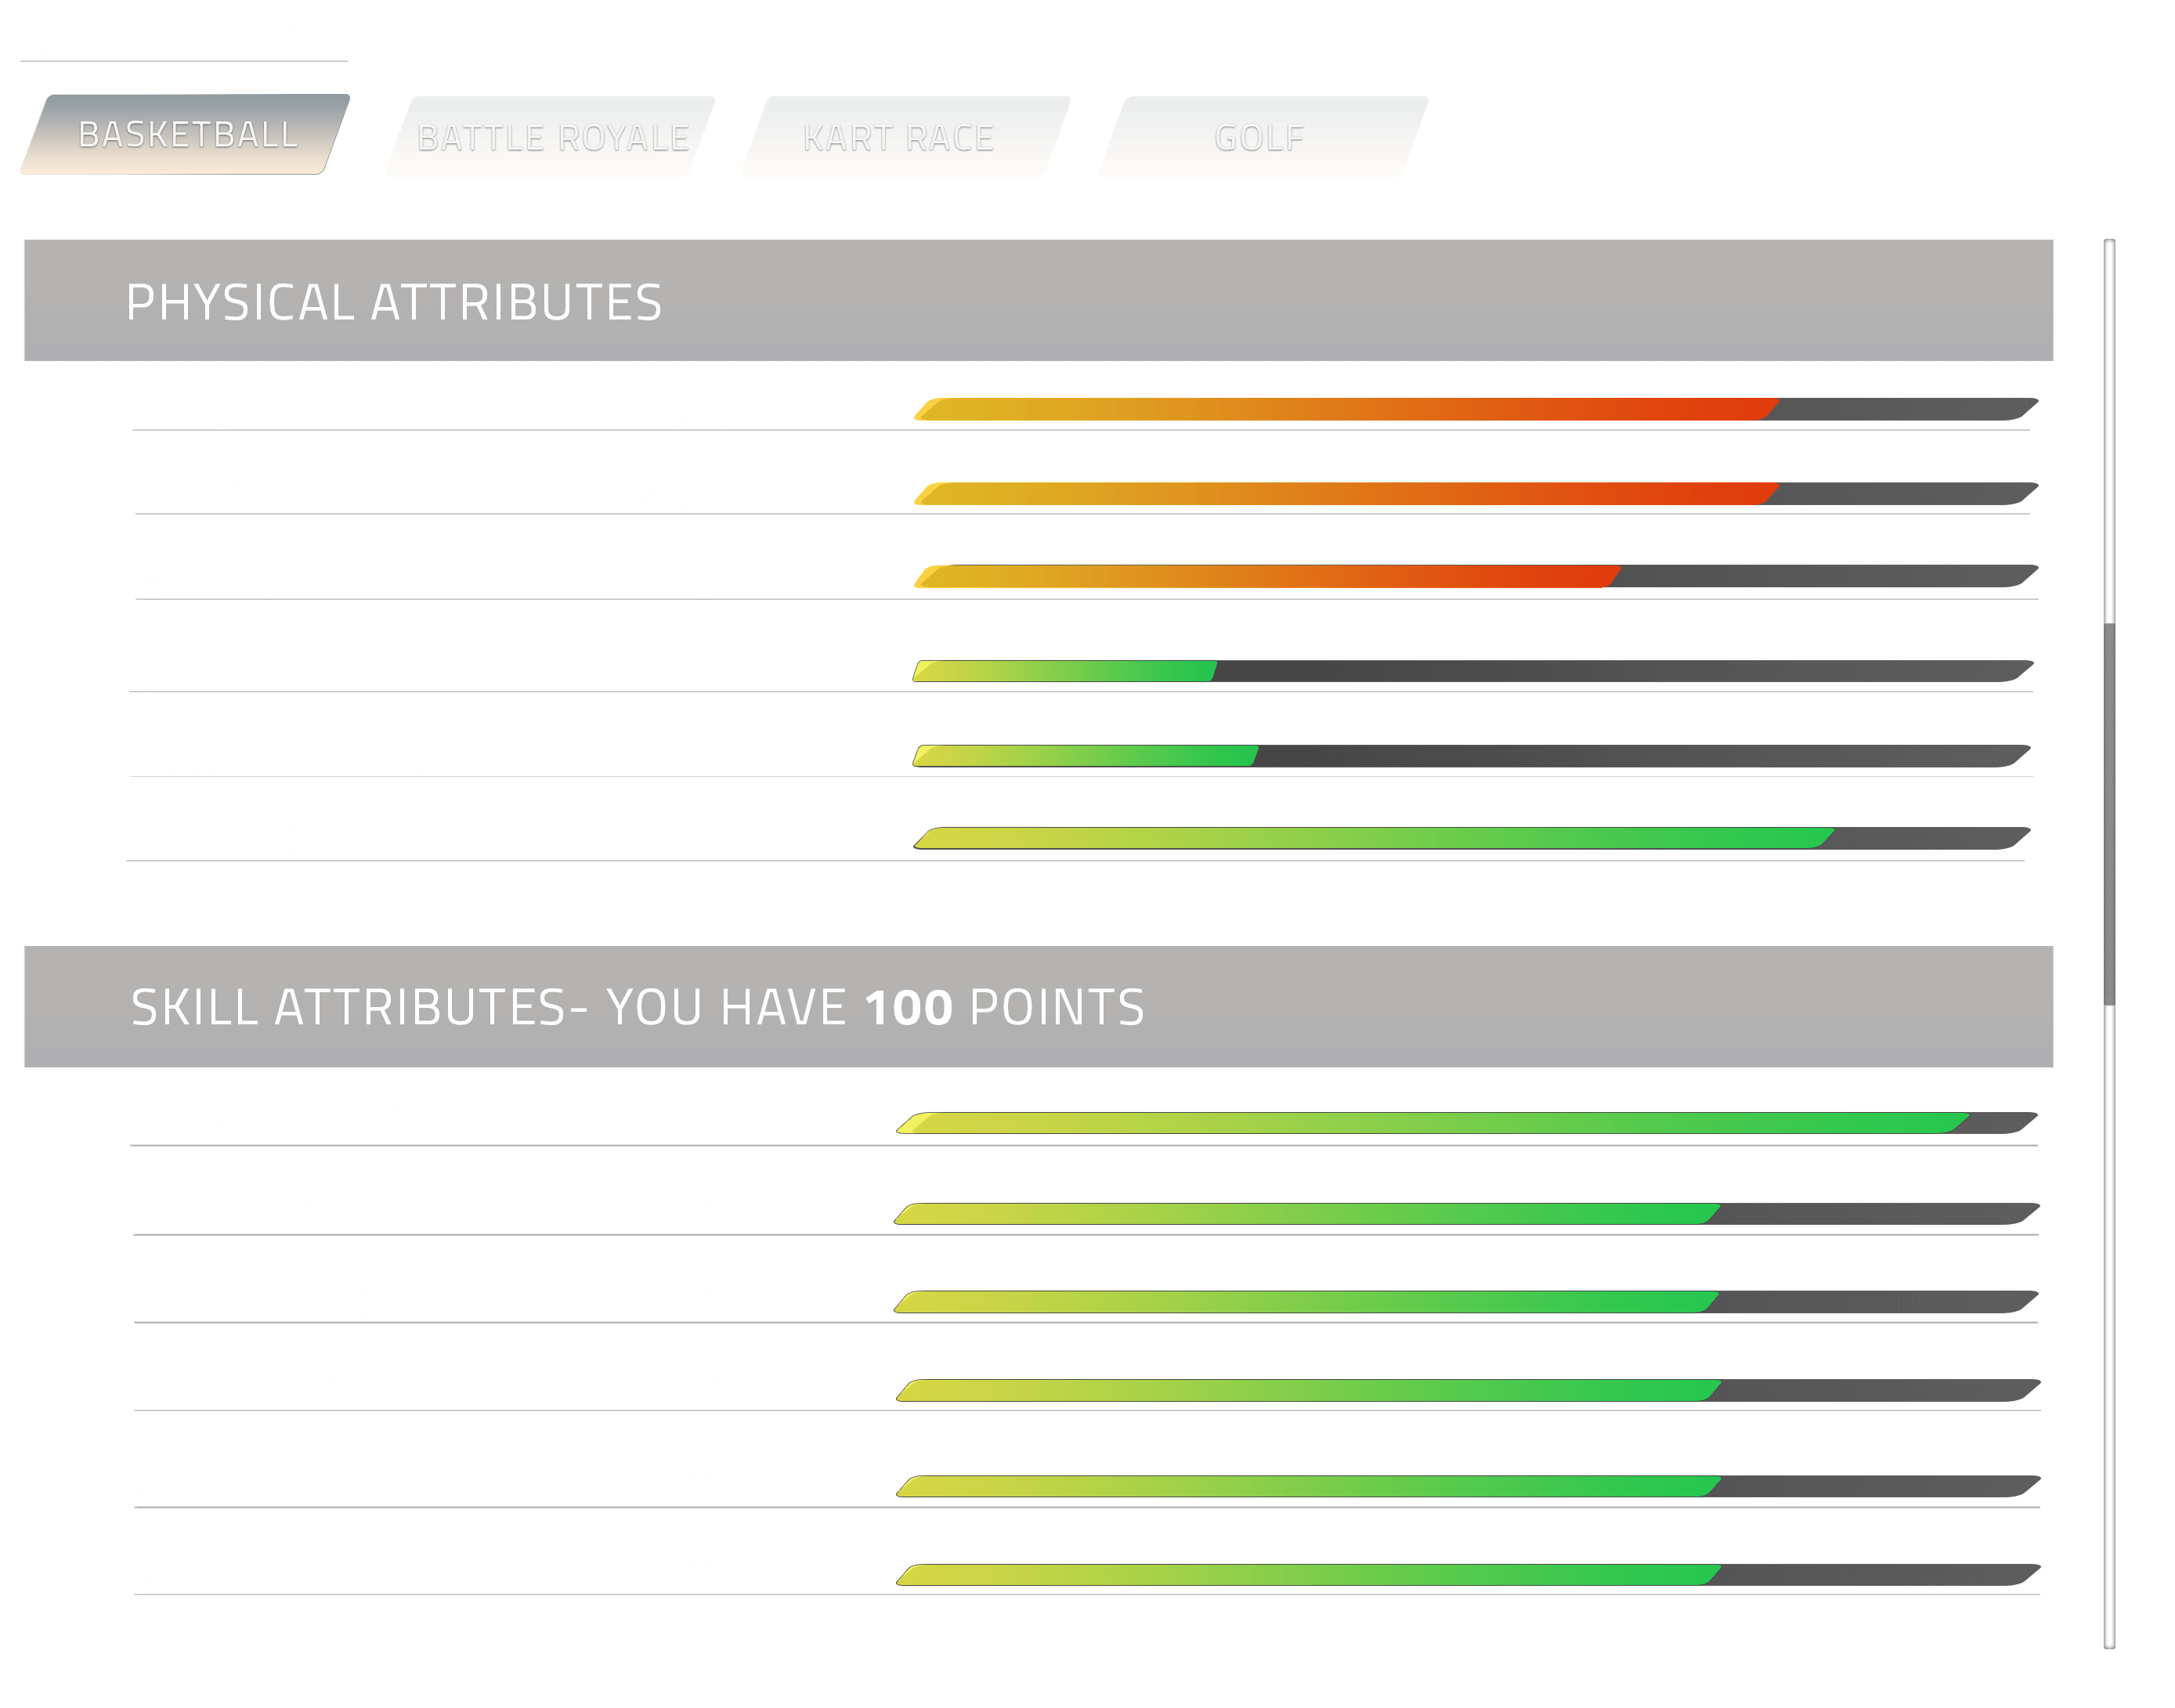 BASKETBALL BATTLE ROYALE KART RACE GOLF
PHYSICAL ATTRIBUTES
SKILL ATTRIBUTES- YOU HAVE 100 POINTS